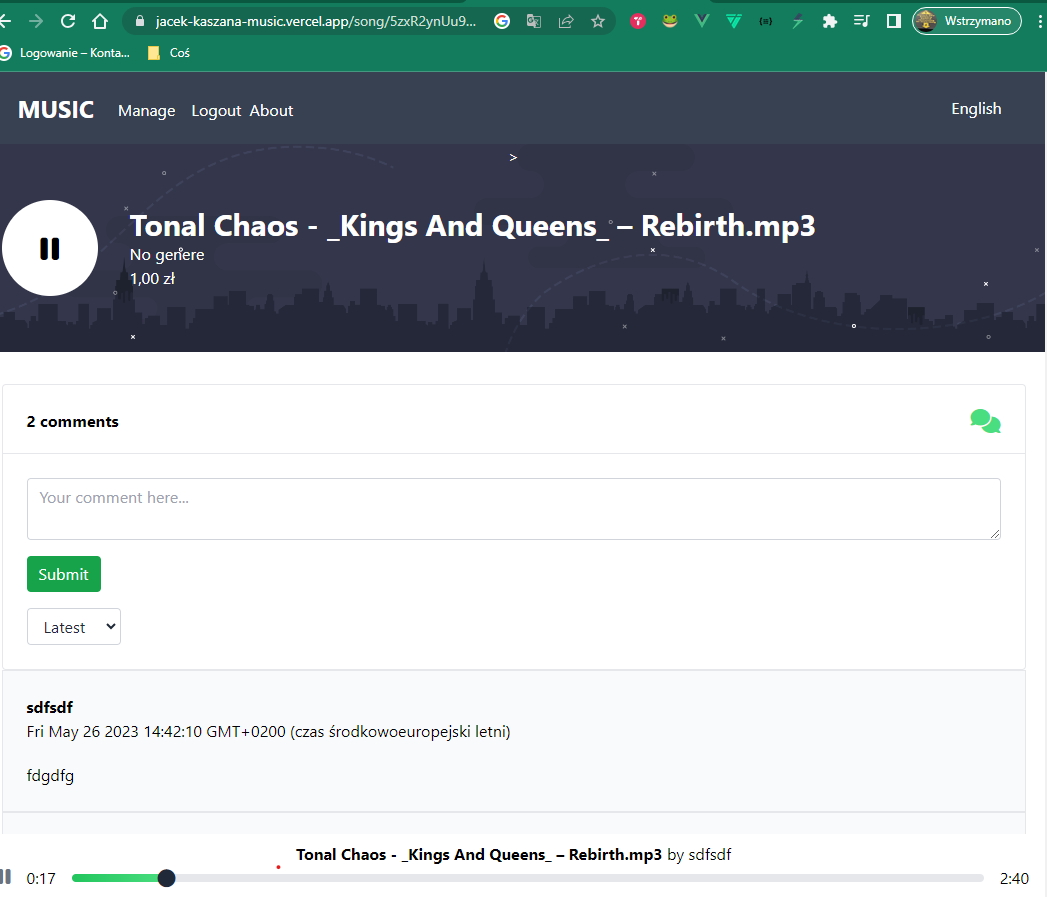 jacek-kaszana-music.vercel.app/song/5zxR2ynUu9...
Wstrzymano
Logowanie – Konta...
Coś
MUSIC Manage Logout About English
>
Tonal Chaos - _Kings And Queens_ – Rebirth.mp3
No genere
1,00 zł
2 comments
Your comment here...
Submit
Latest
sdfsdf
Fri May 26 2023 14:42:10 GMT+0200 (czas środkowoeuropejski letni)
fdgdfg
Tonal Chaos - _Kings And Queens_ – Rebirth.mp3 by sdfsdf
0:17 2:40